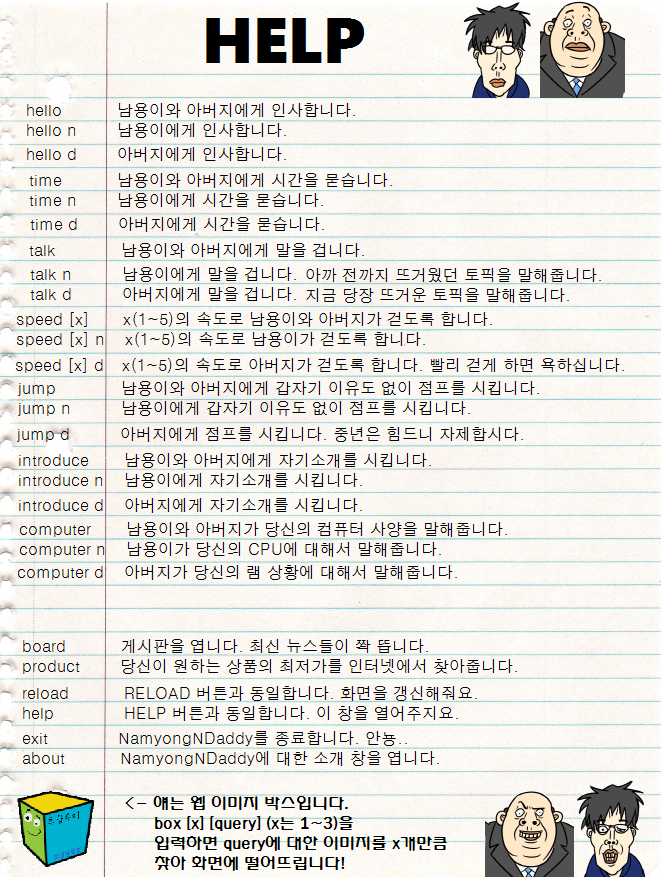 HELP
hello 남용이와 아버지에게 인사합니다.
hello n 남용이에게 인사합니다.
hello d 아버지에게 인사합니다.
time 남용이와 아버지에게 시간을 묻습니다.
time n 남용이에게 시간을 묻습니다.
time d 아버지에게 시간을 묻습니다.
talk 남용이와 아버지에게 말을 겁니다.
talk n 남용이에게 말을 겁니다. 아까 전까지 뜨거웠던 토픽을 말해줍니다.
talk d 아버지에게 말을 겁니다. 지금 당장 뜨거운 토픽을 말해줍니다.
speed [x] x(1~5)의 속도로 남용이와 아버지가 걷도록 합니다.
speed [x] n x(1~5)의 속도로 남용이가 걷도록 합니다.
speed [x] d x(1~5)의 속도로 아버지가 걷도록 합니다. 빨리 걷게 하면 욕하십니다.
jump 남용이와 아버지에게 갑자기 이유도 없이 점프를 시킵니다.
jump n 남용이에게 갑자기 이유도 없이 점프를 시킵니다.
jump d 아버지에게 점프를 시킵니다. 중년은 힘드니 자제합시다.
introduce 남용이와 아버지에게 자기소개를 시킵니다.
introduce n 남용이에게 자기소개를 시킵니다.
introduce d 아버지에게 자기소개를 시킵니다.
computer 남용이와 아버지가 당신의 컴퓨터 사양을 말해줍니다.
computer n 남용이가 당신의 CPU에 대해서 말해줍니다.
computer d 아버지가 당신의 램 상황에 대해서 말해줍니다.
board 게시판을 엽니다. 최신 뉴스들이 쫙 뜹니다.
product 당신이 원하는 상품의 최저가를 인터넷에서 찾아줍니다.
reload RELOAD 버튼과 동일합니다. 화면을 갱신해줘요.
help HELP 버튼과 동일합니다. 이 창을 열어주지요.
exit NamyongNDaddy를 종료합니다. 안뇽..
about NamyongNDaddy에 대한 소개 창을 엽니다.
<- 얘는 웹 이미지 박스입니다.
box [x] [query] (x는 1~3)을
입력하면 query에 대한 이미지를 x개만큼
찾아 화면에 떨어뜨립니다!